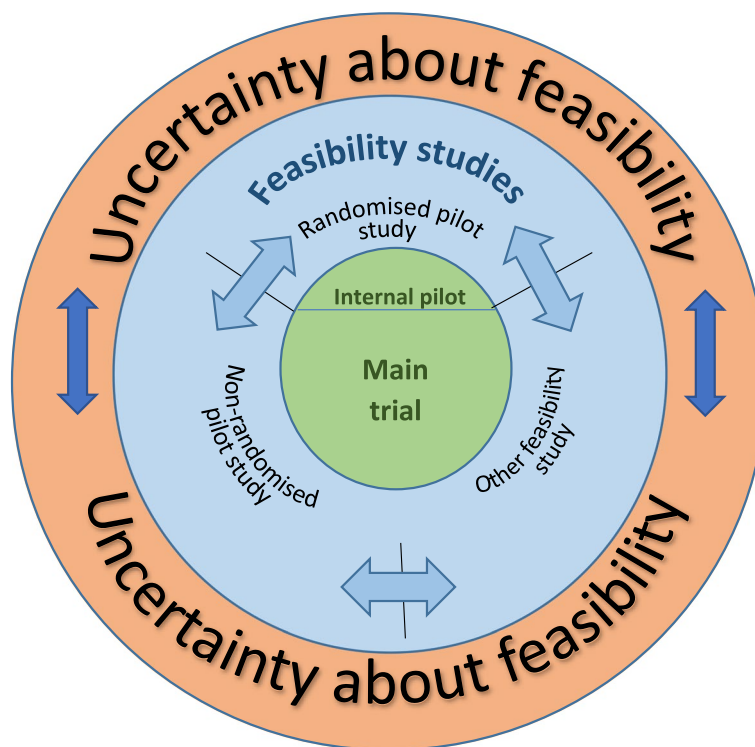 Uncertainty about feasibility
Feasibility studies
Randomised pilot
study
Internal pilot
Main
trial
Non-randomised
pilot study
Other feasibility
study
Uncertainty about feasibility